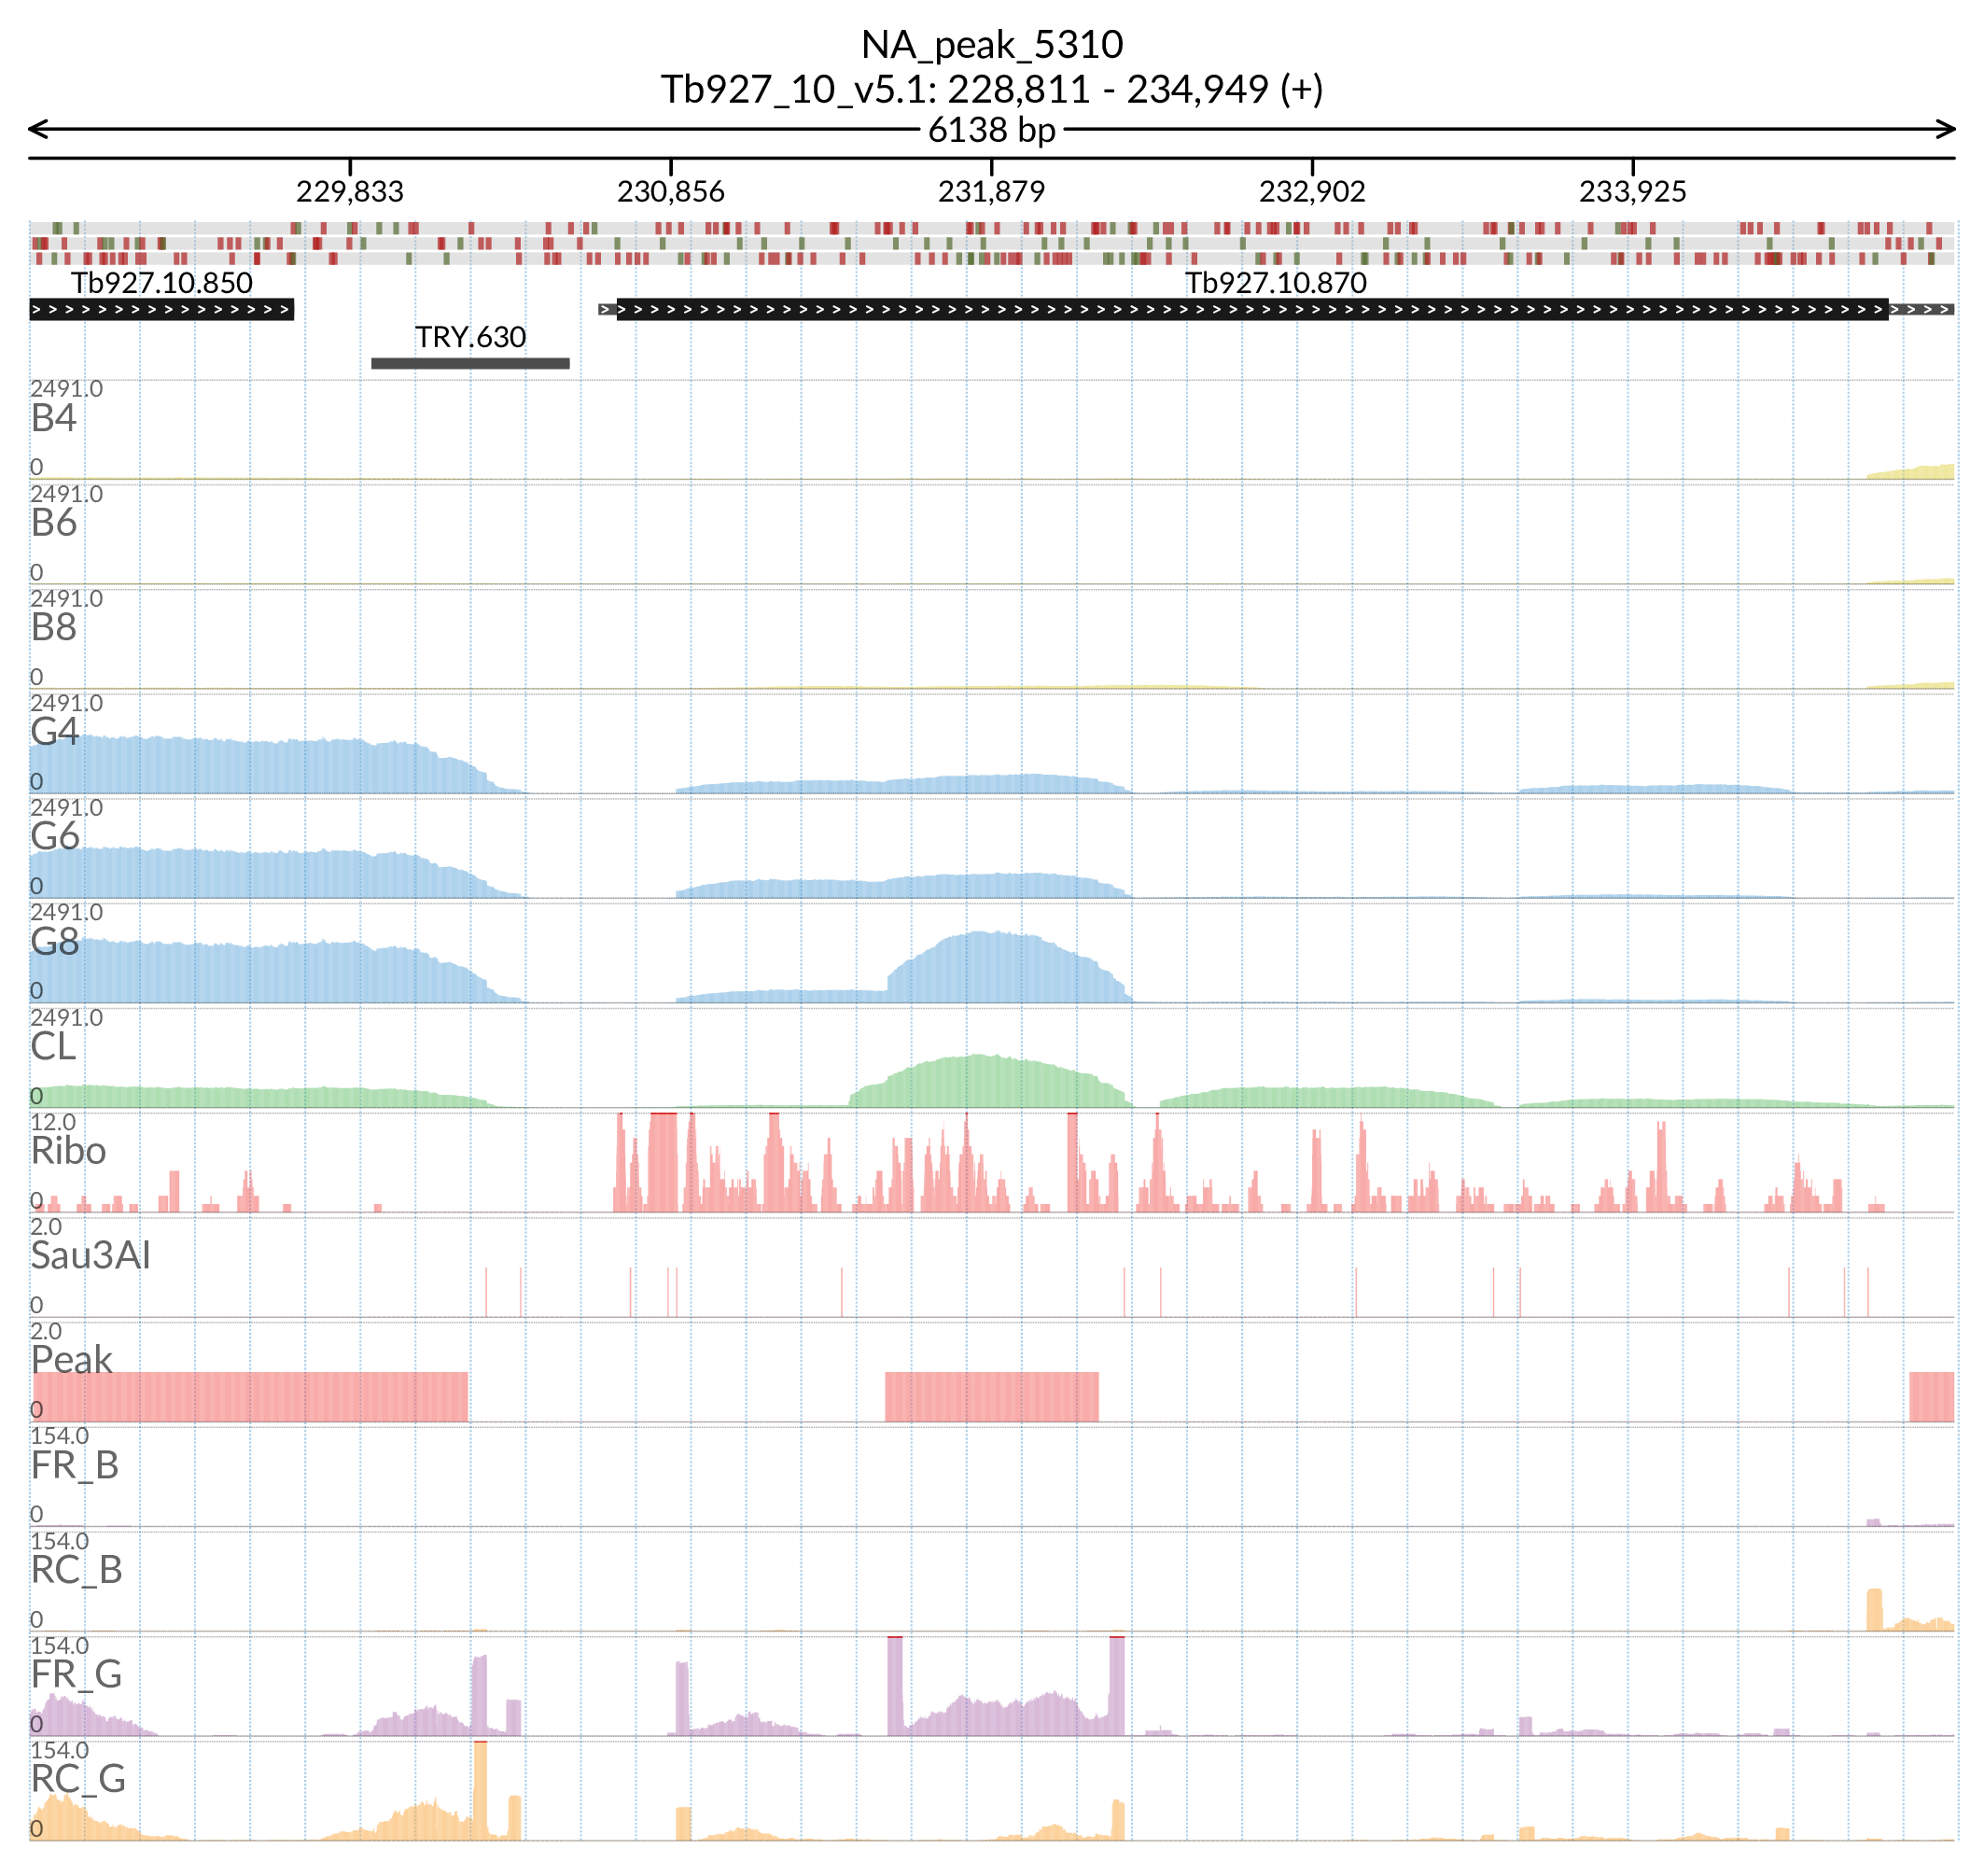 NA_peak_5310
Tb927_10_v5.1: 228,811 - 234,949 (+)
6138 bp
229,833 230,856 231,879 232,902 233,925
Tb927.10.850 Tb927.10.870
TRY.630
2491.0
B4
0
2491.0
B6
0
2491.0
B8
0
2491.0
G4
0
2491.0
G6
0
2491.0
G8
0
2491.0
CL
0
12.0
Ribo
0
2.0
Sau3AI
0
2.0
Peak
0
154.0
FR_B
0
154.0
RC_B
0
154.0
FR_G
0
154.0
RC_G
0